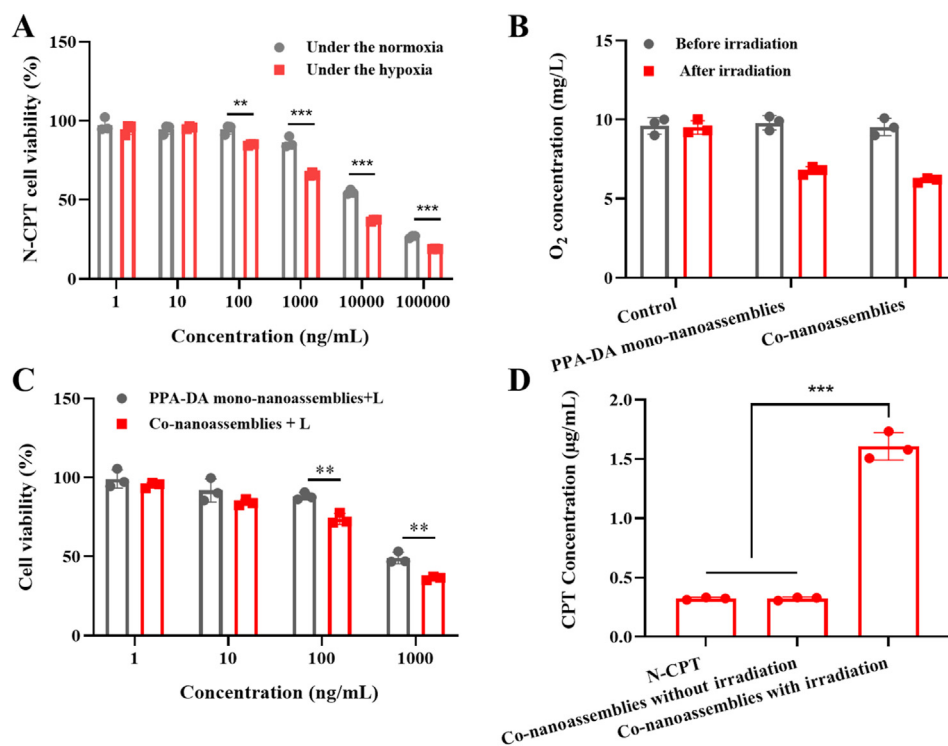 A
N-CPT cell viability (%)
150
100
50
0
Under the normoxia
Under the hypoxia
**
***
***
***
1 10 100 1000 10000 100000
Concentration (ng/mL)
B
O2 concentration (mg/L)
15
10
5
0
Before irradiation
After irradiation
Control
PPA-DA mono-nanoassemblies
Co-nanoassemblies
C
Cell viability (%)
150
100
50
0
PPA-DA mono-nanoassemblies+L
Co-nanoassemblies + L
**
**
1 10 100 1000
Concentration (ng/mL)
D
CPT Concentration (μg/mL)
2.0
1.5
1.0
0.5
0.0
***
N-CPT
Co-nanoassemblies without irradiation
Co-nanoassemblies with irradiation